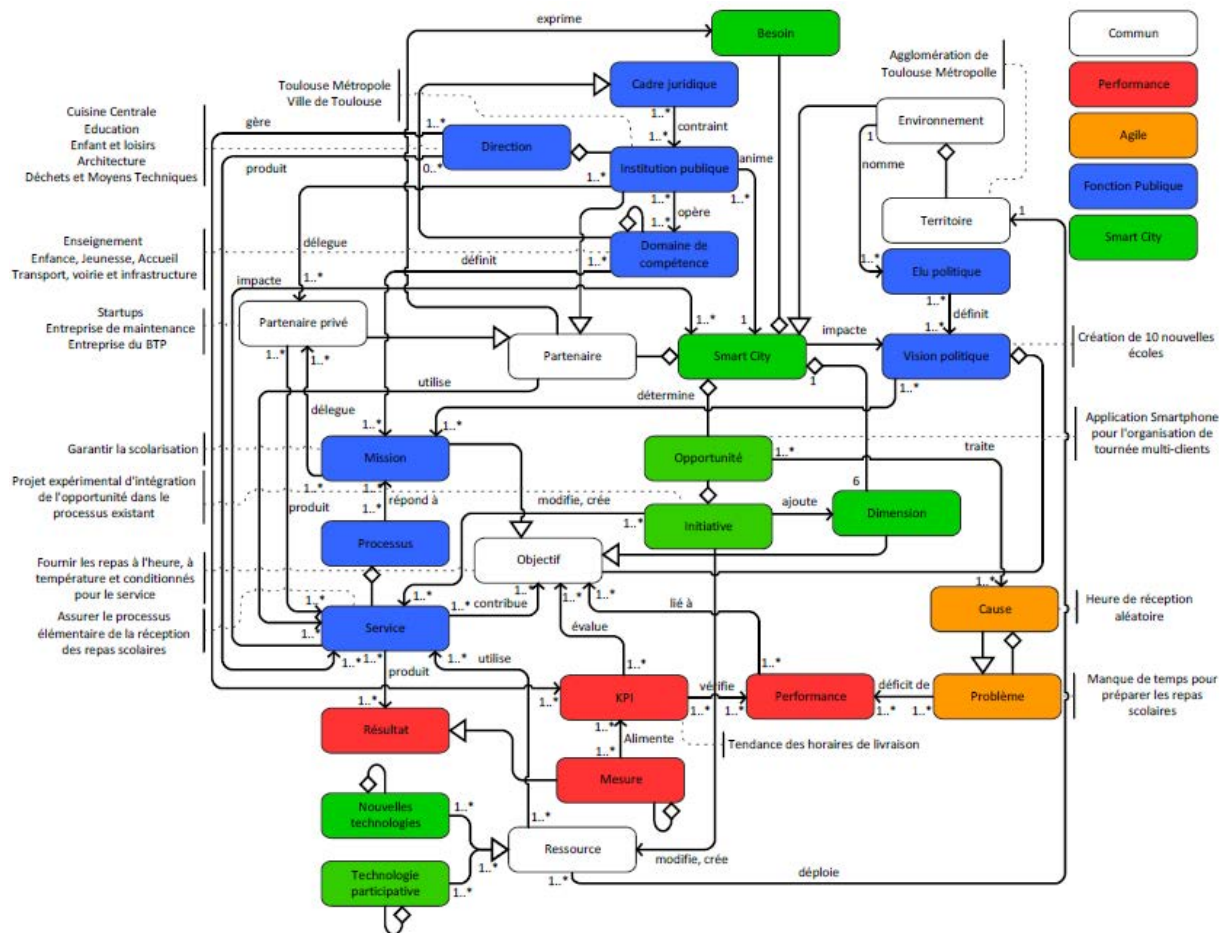 exprime
Besoin
Commun
Performance
Agile
Fonction Publique
Smart City
Agglomération de
Toulouse Métropolle
Toulouse Métropole
Ville de Toulouse
Cadre juridique
1..*
contraint
1..*
Cuisine Centrale
Education
Enfant et loisirs
Architecture
Déchets et Moyens Techniques
gère
1..*
Direction
produit
0..*
Institution publique
1..*
anime
1..*
1..*
opère
1..*
Environnement
1
nomme
Territoire
1
Enseignement
Enfance, Jeunesse, Accueil
Transport, voirie et infrastructure
délegue
1..*
définit
1..*
Domaine de
compétence
1..*
Elu politique
1..*
définit
1..*
impacte
Startups
Entreprise de maintenance
Entreprise du BTP
Partenaire privé
1..*
1..*
Partenaire
1..*
1
Smart City
1
impacte
Vision politique
1..*
Création de 10 nouvelles
écoles
utilise
détermine
délegue
1..*
1..*
Garantir la scolarisation
Mission
1..*
1..*
Opportunité
1..*
traite
Application Smartphone
pour l'organisation de
tournée multi-clients
Projet expérimental d'intégration
de l'opportunité dans le
processus existant
produit
répond à
1..*
modifie, crée
1..*
Initiative
ajoute
6
Dimension
Processus
Objectif
Fournir les repas à l'heure, à
température et conditionnés
pour le service
Assurer le processus
élémentaire de la réception
des repas scolaires
1..*
1..*
Service
1..*
1..*
contribue
1..*
1..*
1..*
lié à
1..*
Cause
Heure de réception
aléatoire
1..*
1..*
produit
1..*
utilise
évalue
1..*
1..*
1..*
Résultat
1..*
KPI
vérifie
1..*
1..*
Performance
déficit de
1..*
1..*
Problème
Manque de temps pour
préparer les repas
scolaires
Alimente
1..*
Tendance des horaires de livraison
Mesure
Nouvelles
technologies
1..*
1..*
1..*
Ressource
1..*
modifie, crée
déploie
Technologie
participative
1..*